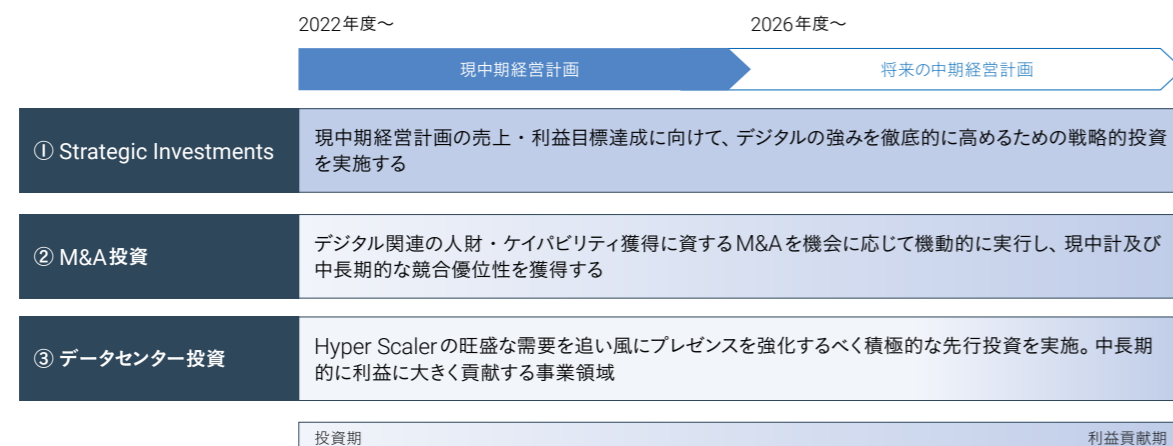 2022年度〜 2026年度〜
現中期経営計画 将来の中期経営計画
① Strategic Investments
現中期経営計画の売上・利益目標達成に向けて、デジタルの強みを徹底的に高めるための戦略的投資
を実施する
② M&A投資
デジタル関連の人財・ケイパビリティ獲得に資するM&Aを機会に応じて機動的に実行し、現中計及び
中長期的な競合優位性を獲得する
③ データセンター投資
Hyper Scalerの旺盛な需要を追い風にプレゼンスを強化するべく積極的な先行投資を実施。中長期
的に利益に大きく貢献する事業領域
投資期 利益貢献期